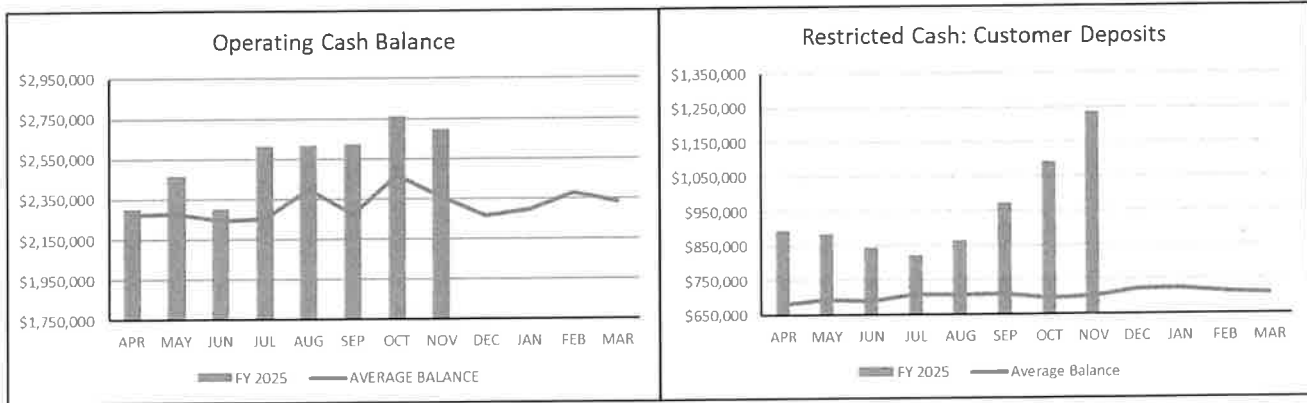 Operating Cash Balance
$2,950,000
$2,750,000
$2,550,000
$2,350,000
$2,150,000
$1,950,000
$1,750,000
APR MAY JUN JUL AUG SEP OCT NOV DEC JAN FEB MAR
FY 2025 AVERAGE BALANCE
Restricted Cash: Customer Deposits
$1,350,000
$1,250,000
$1,150,000
$1,050,000
$950,000
$850,000
$750,000
$650,000
APR MAY JUN JUL AUG SEP OCT NOV DEC JAN FEB MAR
FY 2025 Average Balance